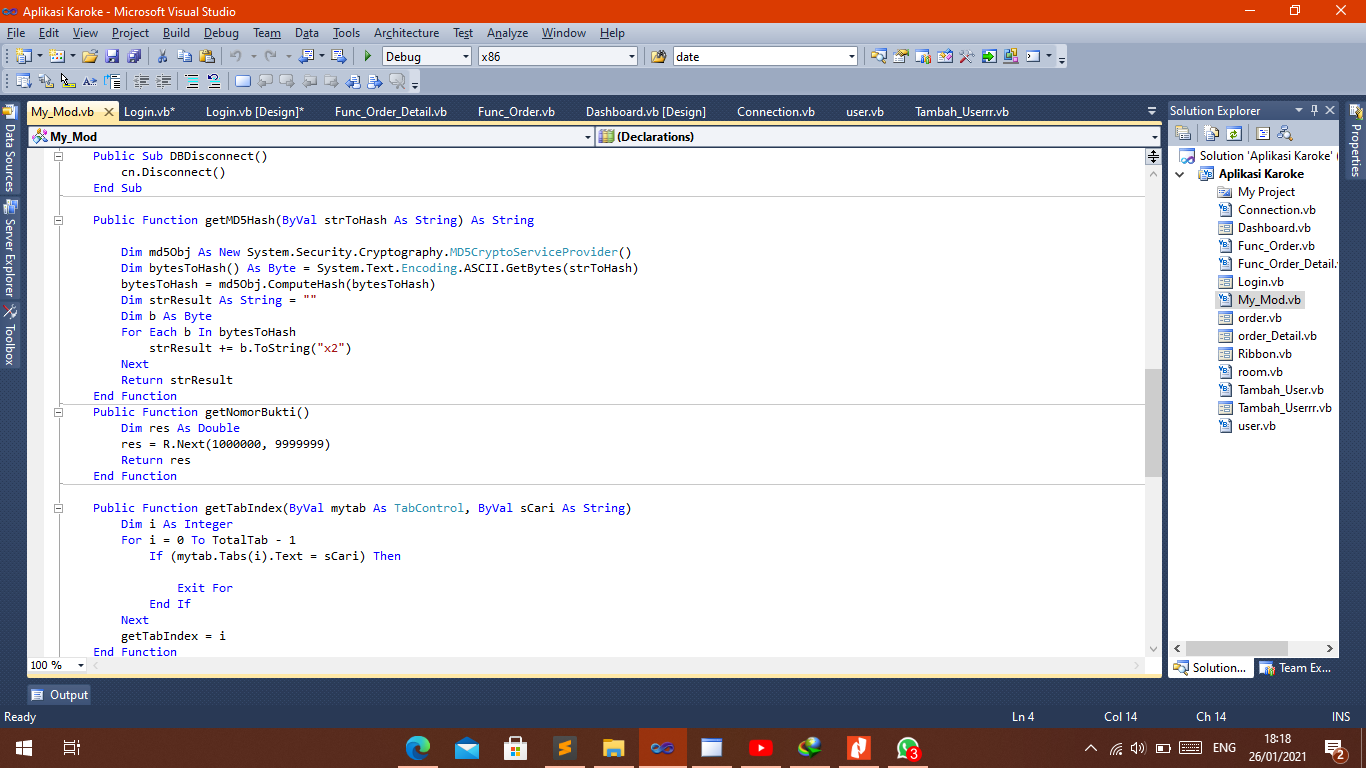 Aplikasi Karoke - Microsoft Visual Studio
File Edit View Project Build Debug Team Data Tools Architecture Test Analyze Window Help
Debug x86 date
My_Mod.vb Login.vb* Login.vb [Design]* Func_Order_Detail.vb Func_Order.vb Dashboard.vb [Design] Connection.vb user.vb Tambah_Userrr.vb
My_Mod (Declarations)
Public Sub DBDisconnect()
cn.Disconnect()
End Sub
Public Function getMD5Hash(ByVal strToHash As String) As String
Dim md5Obj As New System.Security.Cryptography.MD5CryptoServiceProvider()
Dim bytesToHash() As Byte = System.Text.Encoding.ASCII.GetBytes(strToHash)
bytesToHash = md5Obj.ComputeHash(bytesToHash)
Dim strResult As String = ""
Dim b As Byte
For Each b In bytesToHash
strResult += b.ToString("x2")
Next
Return strResult
End Function
Public Function getNomorBukti()
Dim res As Double
res = R.Next(1000000, 9999999)
Return res
End Function
Public Function getTabIndex(ByVal mytab As TabControl, ByVal sCari As String)
Dim i As Integer
For i = 0 To TotalTab - 1
If (mytab.Tabs(i).Text = sCari) Then
Exit For
End If
Next
getTabIndex = i
End Function
100 %
Data Sources
Server Explorer
Toolbox
Solution Explorer
Solution 'Aplikasi Karoke' (
Aplikasi Karoke
My Project
Connection.vb
Dashboard.vb
Func_Order.vb
Func_Order_Detail.
Login.vb
My_Mod.vb
order.vb
order_Detail.vb
Ribbon.vb
room.vb
Tambah_User.vb
Tambah_Userrr.vb
user.vb
Solution... Team Ex...
Properties
Output
Ready Ln 4 Col 14 Ch 14 INS
3 ENG 18:18
26/01/2021 2